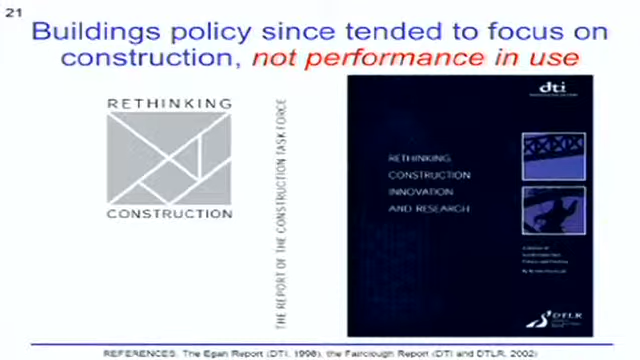 21
Buildings policy since tended to focus on
construction, not performance in use
RETHINKING
CONSTRUCTION
THE REPORT OF THE CONSTRUCTION TASK FORCE
dti
RETHINKING
CONSTRUCTION
INNOVATION
AND RESEARCH
DTLR
REFERENCES: The Egan Report (DTI, 1998), the Fairclough Report (DTI and DTLR, 2002)